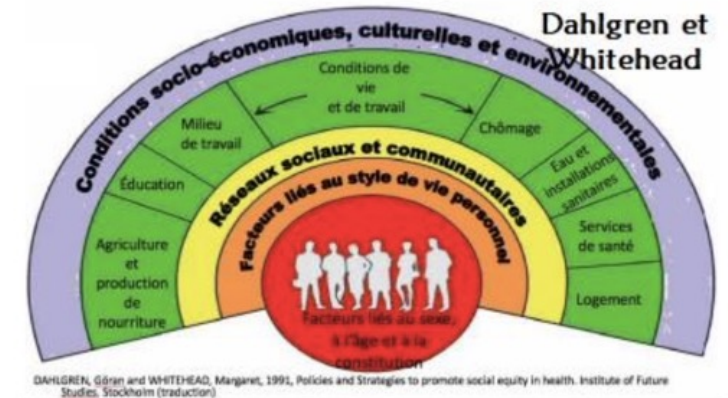 Dahlgren et
Whitehead
Conditions socio-économiques, culturelles et environnementales
Conditions de
vie
et de travail
Milieu
de travail
Chômage
Éducation
Eau et
installations
sanitaires
Agriculture
et
production
de
nourriture
Services
de santé
Logement
Réseaux sociaux et communautaires
Facteurs liés au style de vie personnel
Facteurs liés au sexe,
à l'âge et à la
constitution
DAHLGREN, Göran and WHITEHEAD, Margaret, 1991, Policies and Strategies to promote social equity in health. Institute of Future
Studies, Stockholm (traduction)